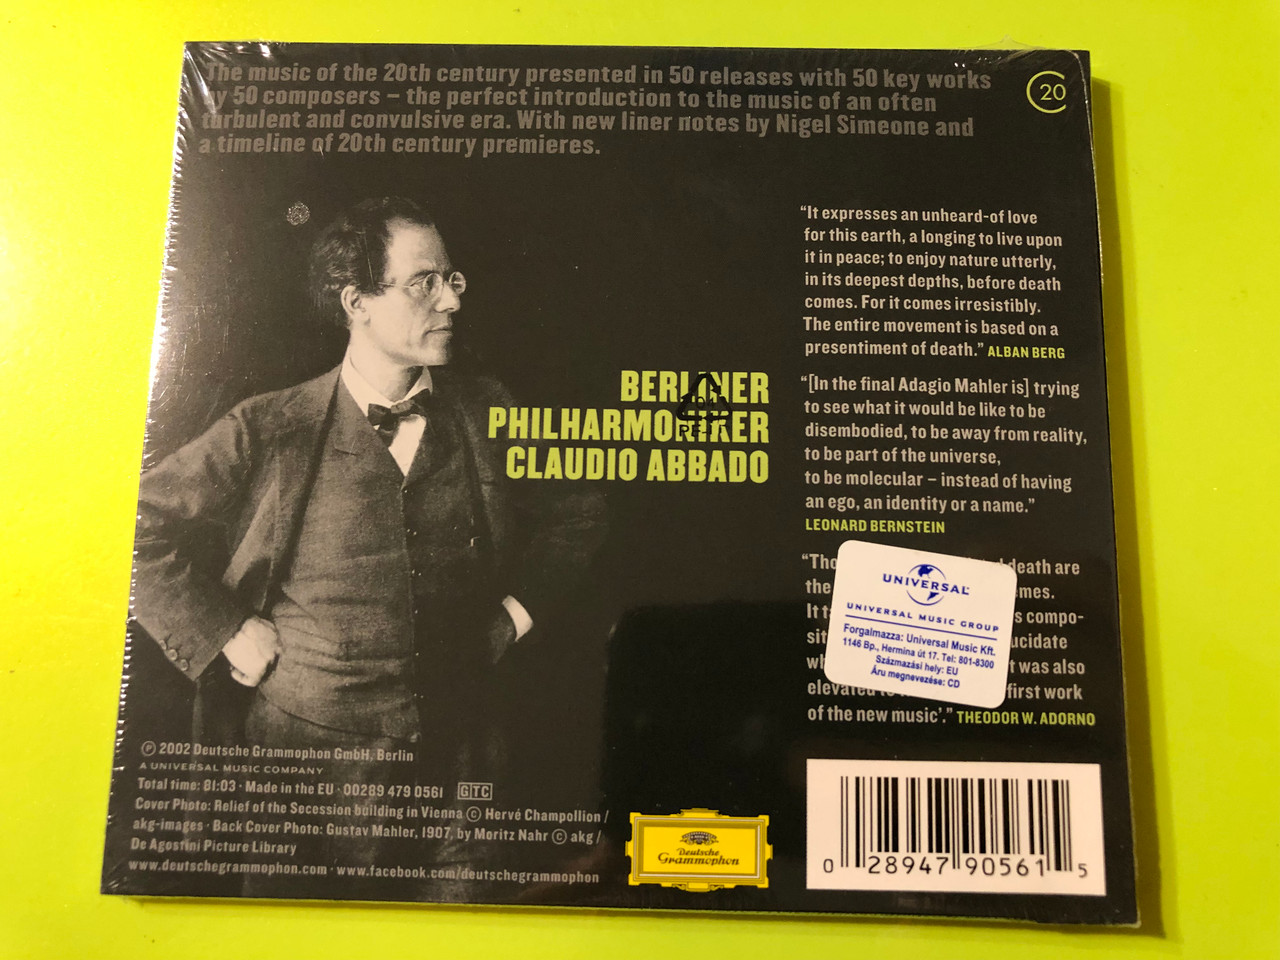 The music of the 20th century presented in 50 releases with 50 key works
by 50 composers – the perfect introduction to the music of an often
turbulent and convulsive era. With new liner notes by Nigel Simeone and
a timeline of 20th century premieres.
C20
“It expresses an unheard-of love
for this earth, a longing to live upon
it in peace; to enjoy nature utterly,
in its deepest depths, before death
comes. For it comes irresistibly.
The entire movement is based on a
presentiment of death.” ALBAN BERG
“[In the final Adagio Mahler is] trying
to see what it would be like to be
disembodied, to be away from reality,
to be part of the universe,
to be molecular – instead of having
an ego, an identity or a name.”
LEONARD BERNSTEIN
death are
the
It
compo-
was also
first work
of the new music’.” THEODOR W. ADORNO
BERLINER
PHILHARMONIKER
CLAUDIO ABBADO
UNIVERSAL
UNIVERSAL MUSIC GROUP
Forgalmazza: Universal Music Kft.
1146 Bp., Hermina út 17. Tel: 801-8300
Származási hely: EU
Áru megnevezése: CD
℗ 2002 Deutsche Grammophon GmbH, Berlin
A UNIVERSAL MUSIC COMPANY
Total time: 81:03 · Made in the EU · 00289 479 0561 GTC
Cover Photo: Relief of the Secession building in Vienna © Hervé Champollion /
akg-images · Back Cover Photo: Gustav Mahler, 1907, by Moritz Nahr © akg /
De Agostini Picture Library
www.deutschegrammophon.com · www.facebook.com/deutschegrammophon
Deutsche
Grammophon
0 28947 90561 5